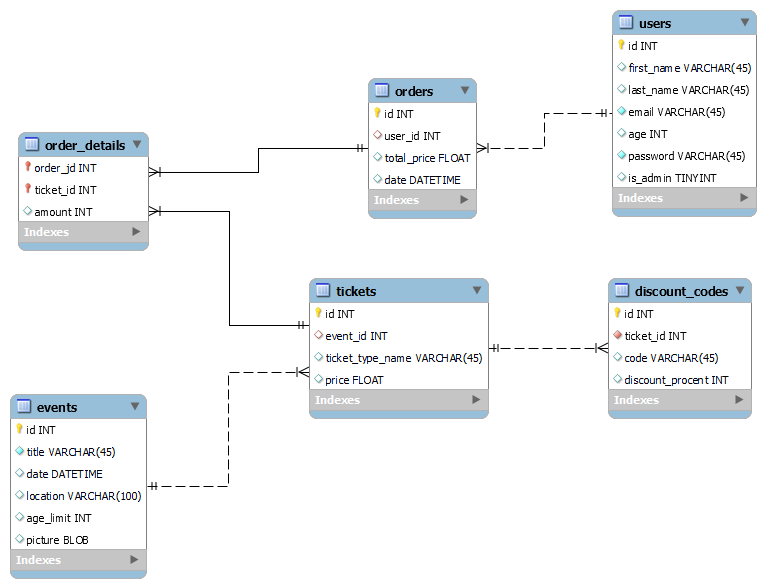 users
id INT
first_name VARCHAR(45)
last_name VARCHAR(45)
email VARCHAR(45)
age INT
password VARCHAR(45)
is_admin TINYINT
Indexes
orders
id INT
user_id INT
total_price FLOAT
date DATETIME
Indexes
order_details
order_jd INT
ticket_id INT
amount INT
Indexes
tickets
id INT
event_id INT
ticket_type_name VARCHAR(45)
price FLOAT
Indexes
discount_codes
id INT
ticket_id INT
code VARCHAR(45)
discount_procent INT
Indexes
events
id INT
title VARCHAR(45)
date DATETIME
location VARCHAR(100)
age_limit INT
picture BLOB
Indexes